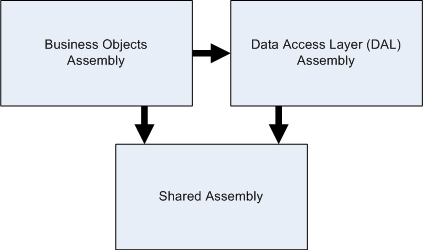 Business Objects
Assembly
Data Access Layer (DAL)
Assembly
Shared Assembly